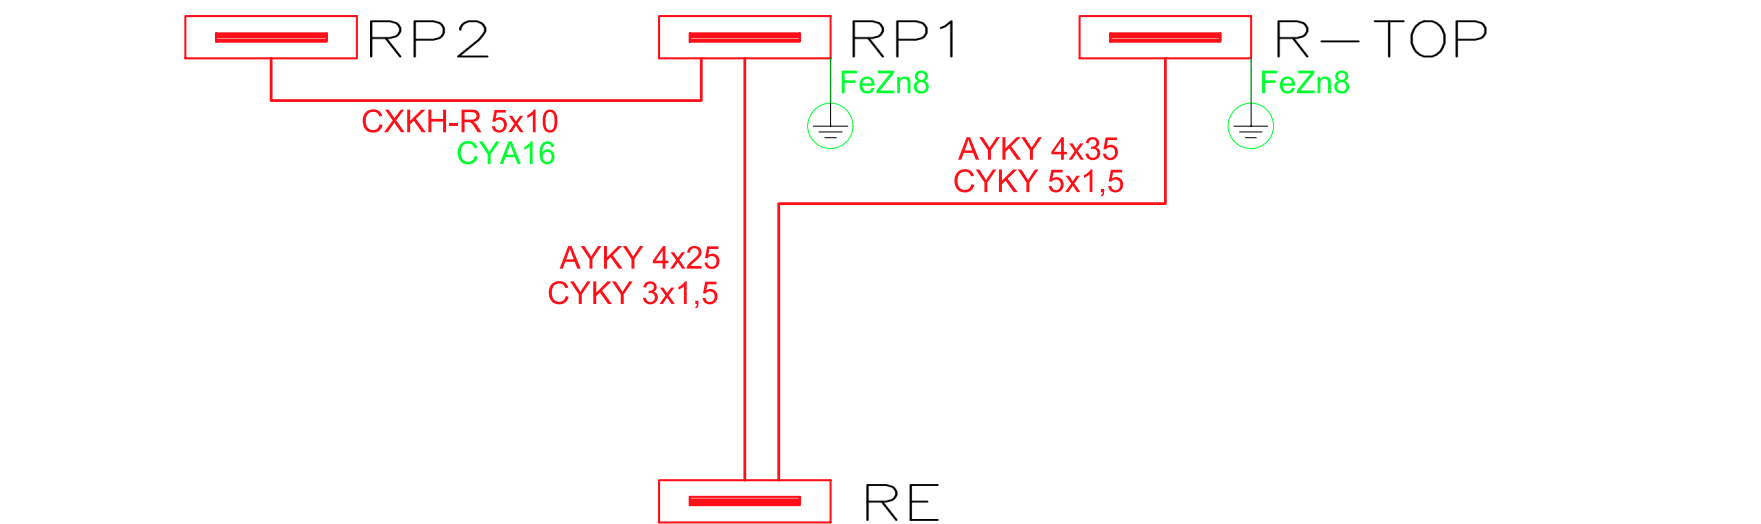 RP2
RP1
R-TOP
FeZn8
FeZn8
CXKH-R 5x10
CYA16
AYKY 4x35
CYKY 5x1,5
AYKY 4x25
CYKY 3x1,5
RE